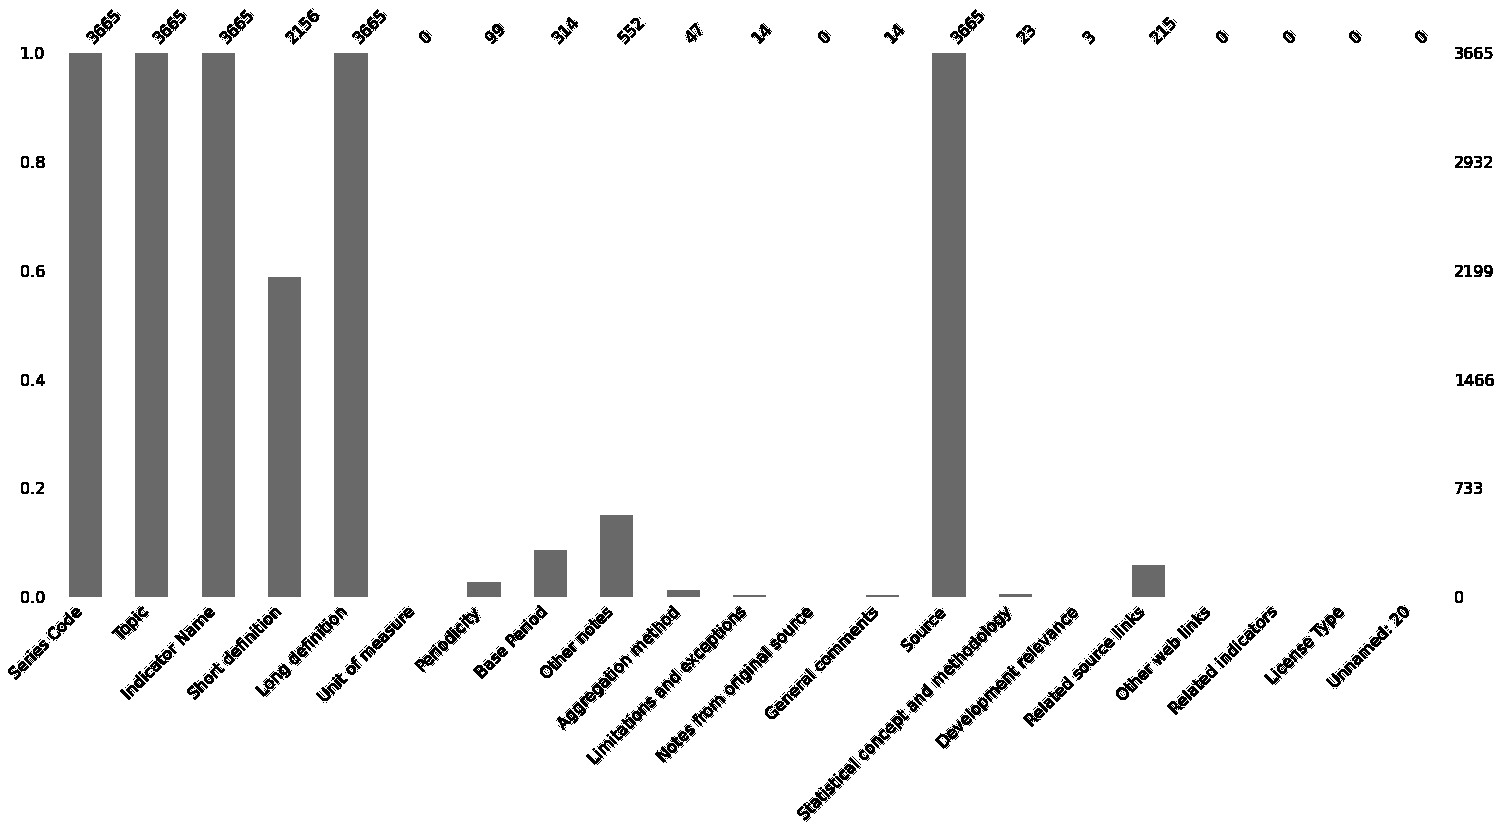 3665 3665 3665 2156 3665 0 99 314 552 47 14 0 14 3665 23 3 215 0 0 0 0
1.0 3665
0.8 2932
0.6 2199
0.4 1466
0.2 733
0.0 0
Series Code
Topic
Indicator Name
Short definition
Long definition
Unit of measure
Periodicity
Base Period
Other notes
Aggregation method
Limitations and exceptions
Notes from original source
General comments
Source
Statistical concept and methodology
Development relevance
Related source links
Other web links
Related indicators
License Type
Unnamed: 20